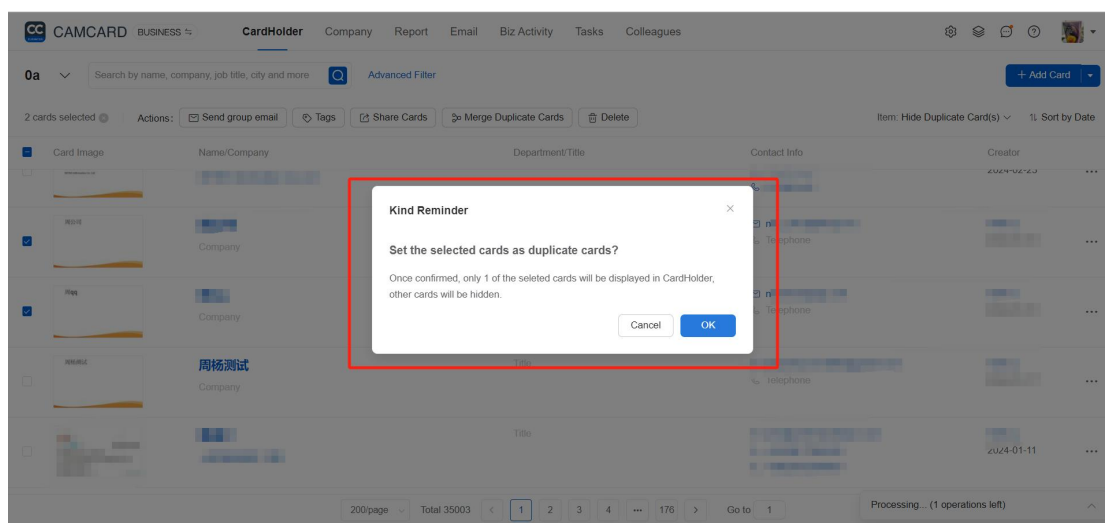 CC
CAMCARD BUSINESS CardHolder Company Report Email Biz Activity Tasks Colleagues
0a Search by name, company, job title, city and more Advanced Filter + Add Card
2 cards selected Actions: Send group email Tags Share Cards Merge Duplicate Cards Delete Item: Hide Duplicate Card(s) Sort by Date
Card Image Name/Company Department/Title Contact Info Creator
2024-02-23
Kind Reminder
Set the selected cards as duplicate cards?
Once confirmed, only 1 of the seleted cards will be displayed in CardHolder,
other cards will be hidden.
Cancel OK
Company
Telephone
Company
Telephone
周杨测试 Title
Company Telephone
Title
2024-01-11
200/page Total 35003 < 1 2 3 4 ••• 176 > Go to 1
Processing... (1 operations left)